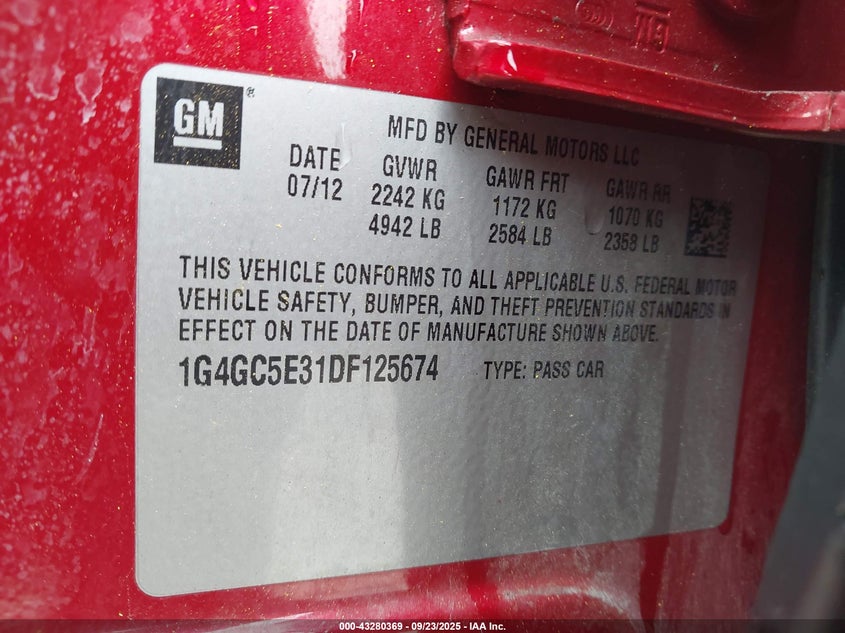 GM®
MFD BY GENERAL MOTORS LLC
DATE GVWR GAWR FRT GAWR RR
07/12 2242 KG 1172 KG 1070 KG
4942 LB 2584 LB 2358 LB
THIS VEHICLE CONFORMS TO ALL APPLICABLE U.S. FEDERAL MOTOR
VEHICLE SAFETY, BUMPER, AND THEFT PREVENTION STANDARDS IN
EFFECT ON THE DATE OF MANUFACTURE SHOWN ABOVE.
1G4GC5E31DF125674 TYPE: PASS CAR
000-43280369 - 09/23/2025 - IAA Inc.